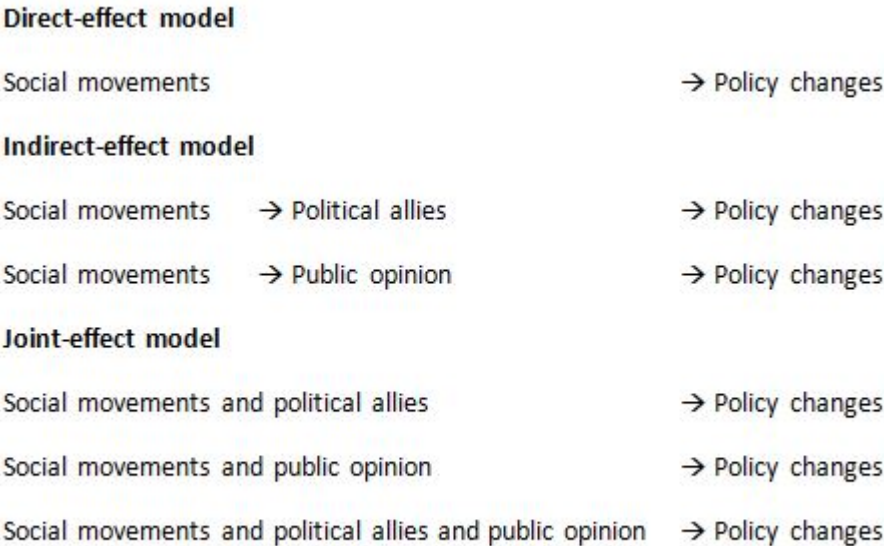 Direct-effect model
Social movements → Policy changes
Indirect-effect model
Social movements → Political allies → Policy changes
Social movements → Public opinion → Policy changes
Joint-effect model
Social movements and political allies → Policy changes
Social movements and public opinion → Policy changes
Social movements and political allies and public opinion → Policy changes